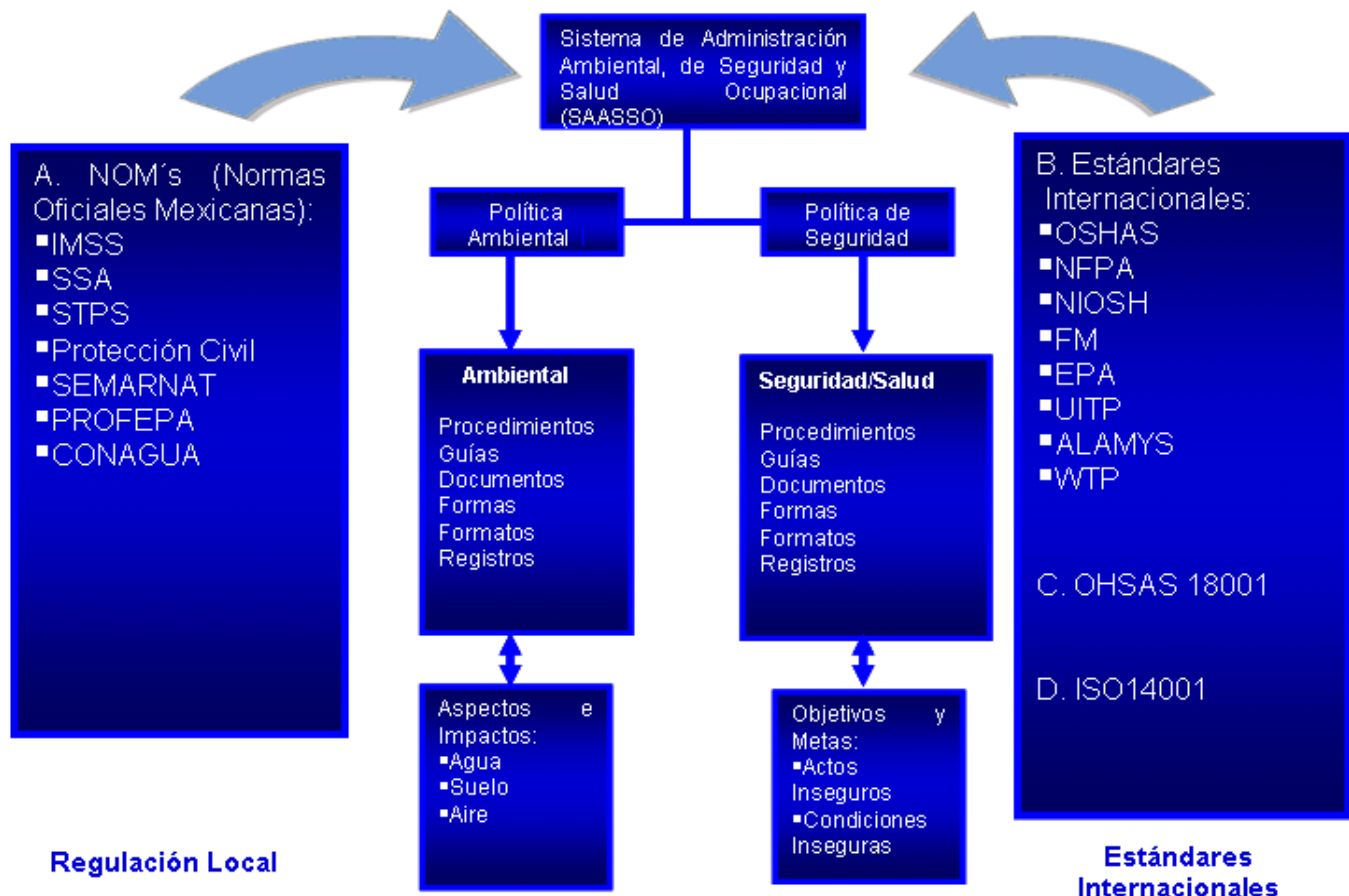 Sistema de Administración
Ambiental, de Seguridad y
Salud Ocupacional
(SAASSO)
A. NOM´s (Normas
Oficiales Mexicanas):
▪IMSS
▪SSA
▪STPS
▪Protección Civil
▪SEMARNAT
▪PROFEPA
▪CONAGUA
Regulación Local
Política
Ambiental
Política de
Seguridad
Ambiental
Procedimientos
Guías
Documentos
Formas
Formatos
Registros
Seguridad/Salud
Procedimientos
Guías
Documentos
Formas
Formatos
Registros
Aspectos e
Impactos:
▪Agua
▪Suelo
▪Aire
Objetivos y
Metas:
▪Actos
Inseguros
▪Condiciones
Inseguras
B. Estándares
Internacionales:
▪OSHAS
▪NFPA
▪NIOSH
▪FM
▪EPA
▪UITP
▪ALAMYS
▪WTP
C. OHSAS 18001
D. ISO14001
Estándares
Internacionales